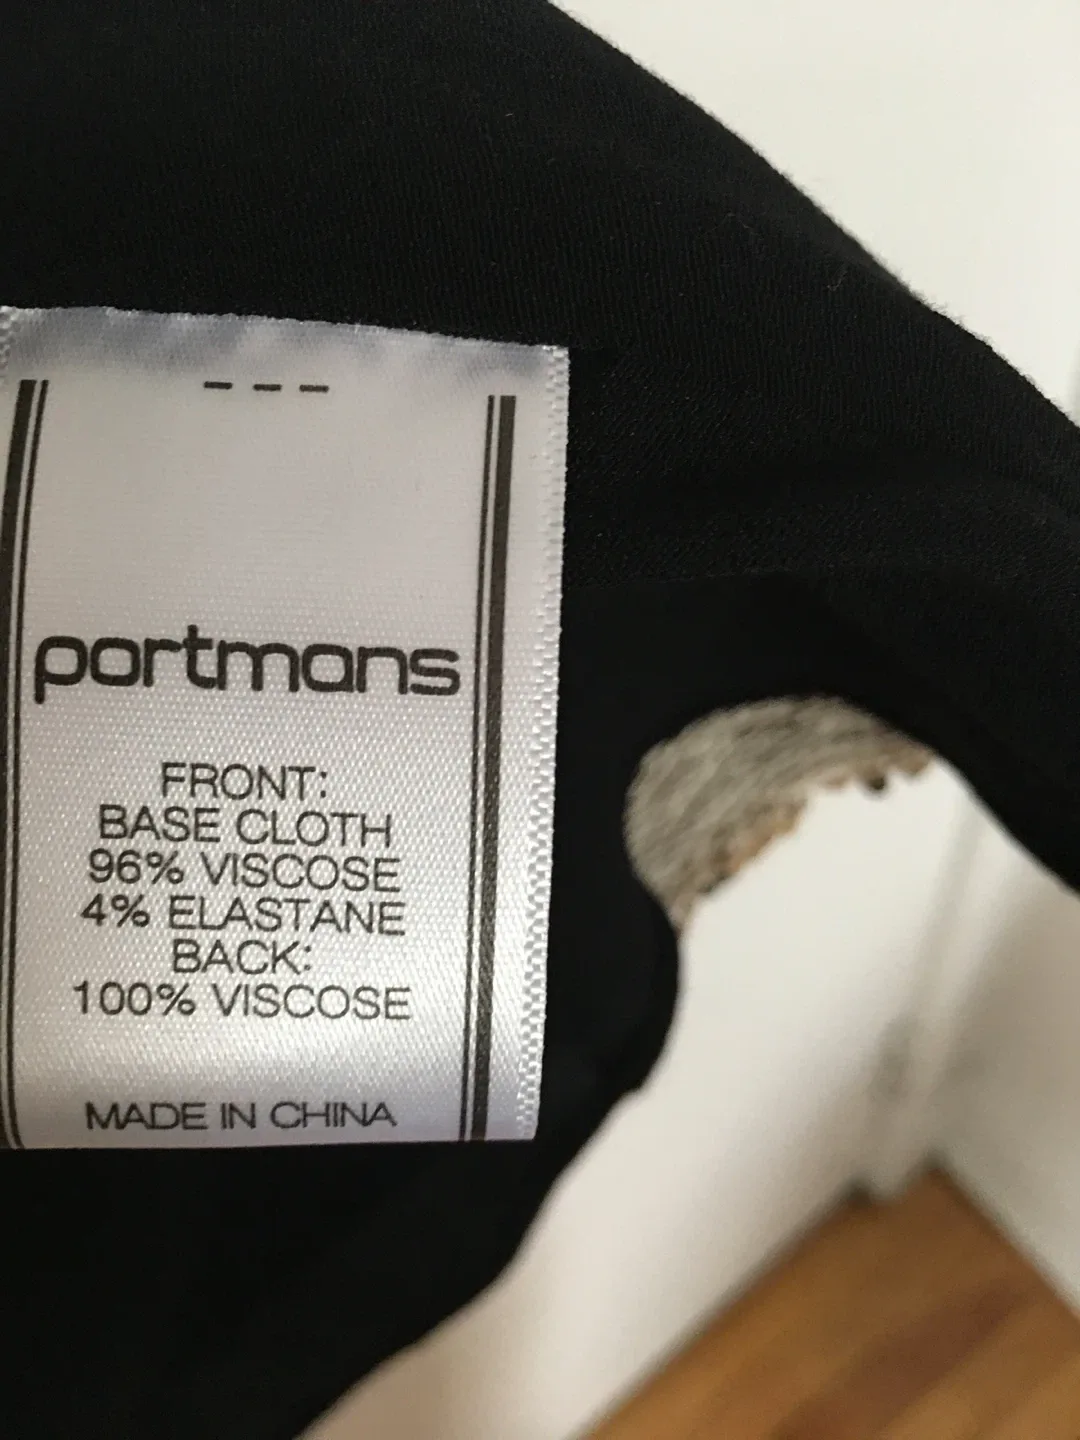 portmans
FRONT:
BASE CLOTH
96% VISCOSE
4% ELASTANE
BACK:
100% VISCOSE
MADE IN CHINA